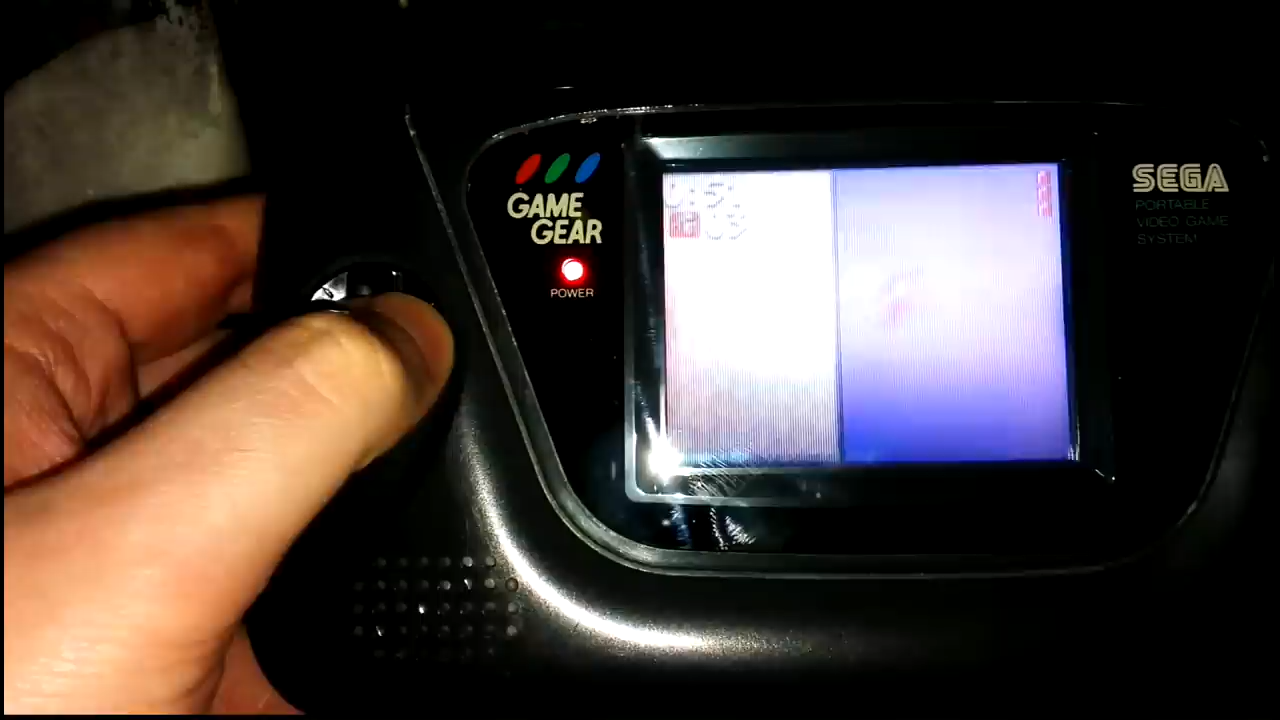 GAME
GEAR
POWER
SEGA
PORTABLE
VIDEO GAME
SYSTEM